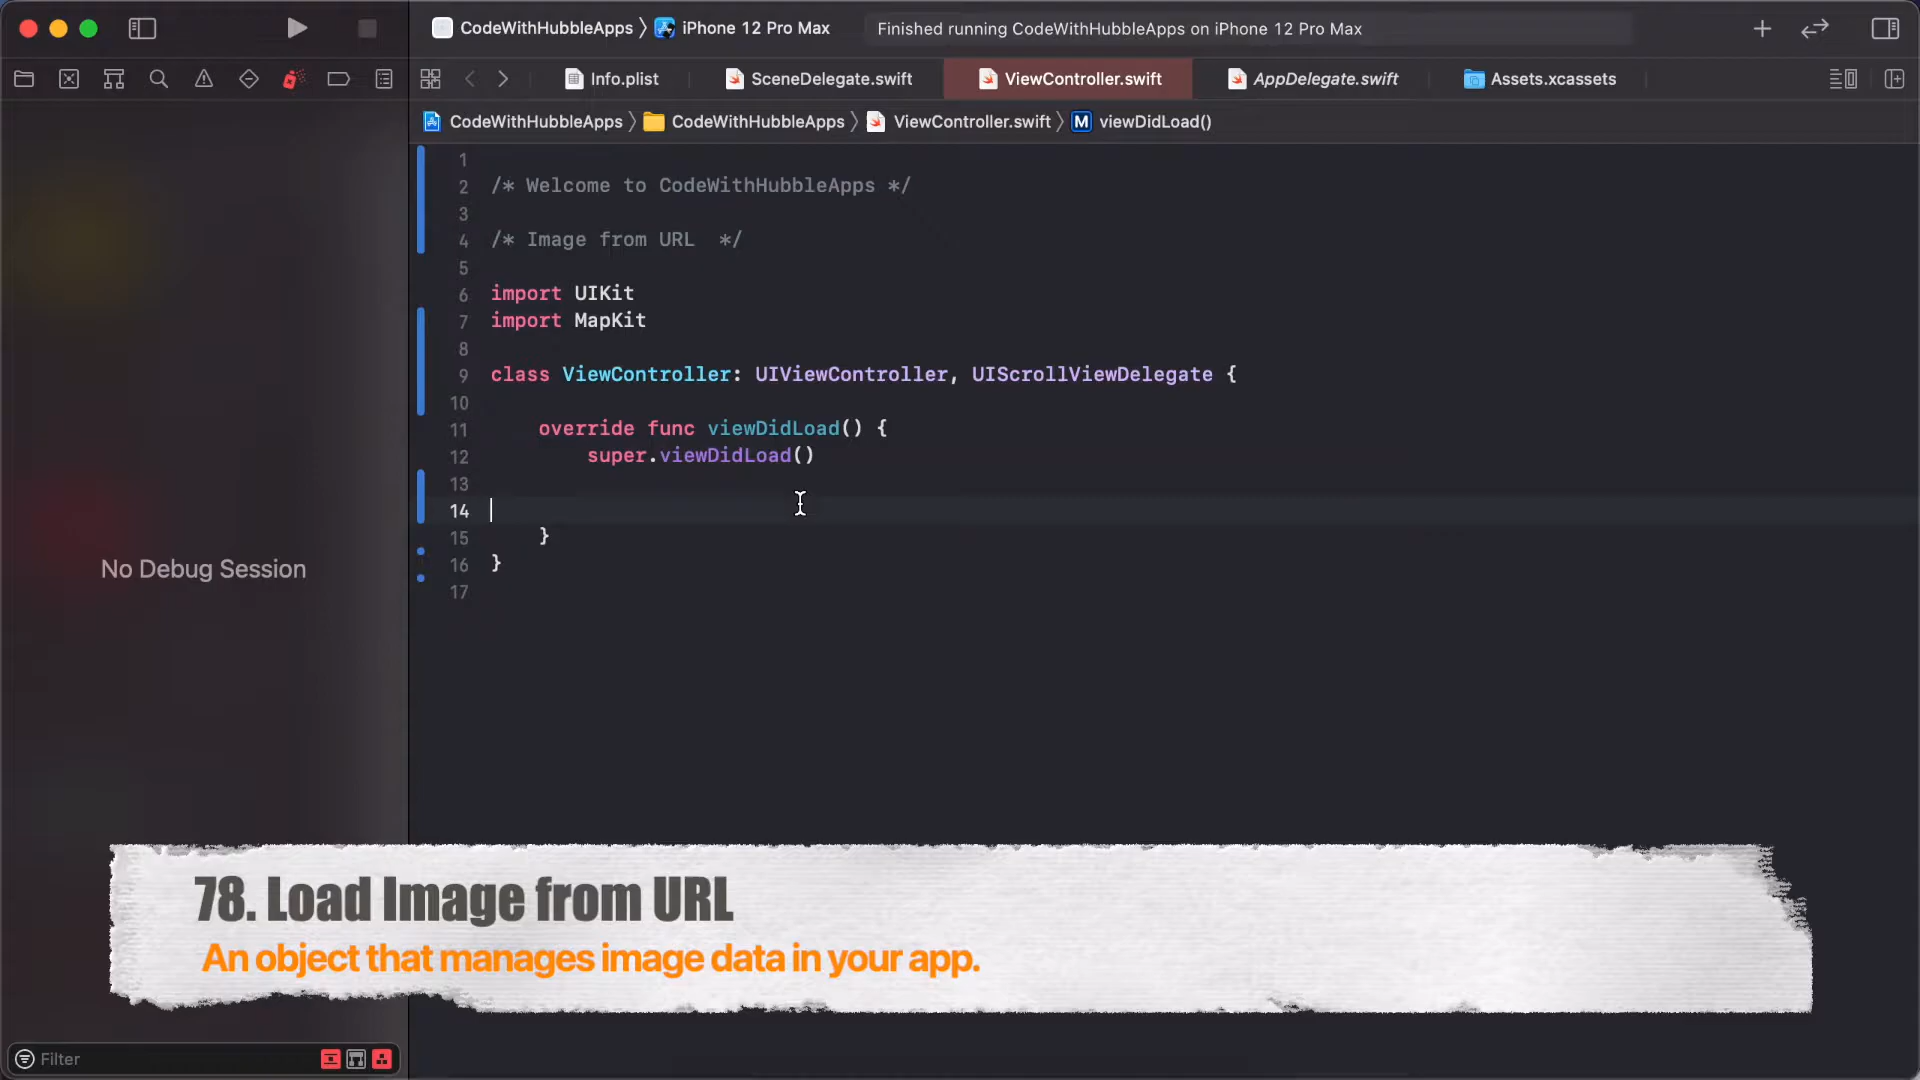 CodeWithHubbleApps 〉 iPhone 12 Pro Max
Finished running CodeWithHubbleApps on iPhone 12 Pro Max
Info.plist
SceneDelegate.swift
ViewController.swift
AppDelegate.swift
Assets.xcassets
CodeWithHubbleApps 〉 CodeWithHubbleApps 〉 ViewController.swift 〉 M viewDidLoad()
1
2 /* Welcome to CodeWithHubbleApps */
3
4 /* Image from URL  */
5
6 import UIKit
7 import MapKit
8
9 class ViewController: UIViewController, UIScrollViewDelegate {
10
11     override func viewDidLoad() {
12         super.viewDidLoad()
13
14
15     }
16 }
17
No Debug Session
78. Load Image from URL
An object that manages image data in your app.
Filter